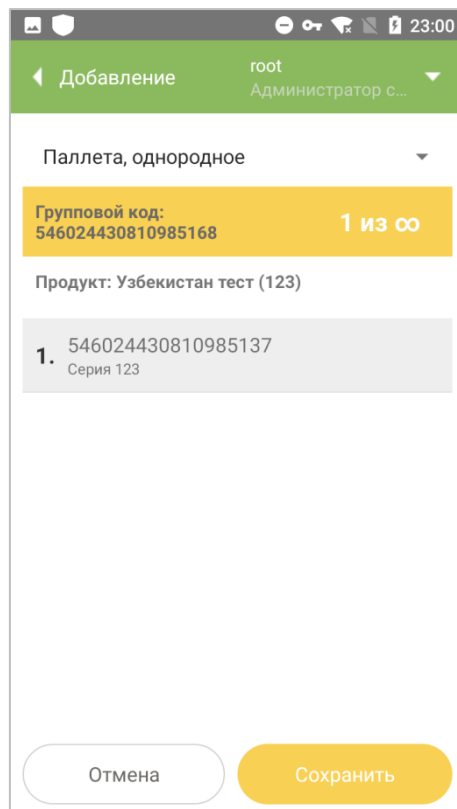 23:00
Добавление
root
Администратор с...
Паллета, однородное
Групповой код:
546024430810985168
1 из ∞
Продукт: Узбекистан тест (123)
1. 546024430810985137
Серия 123
Отмена
Сохранить